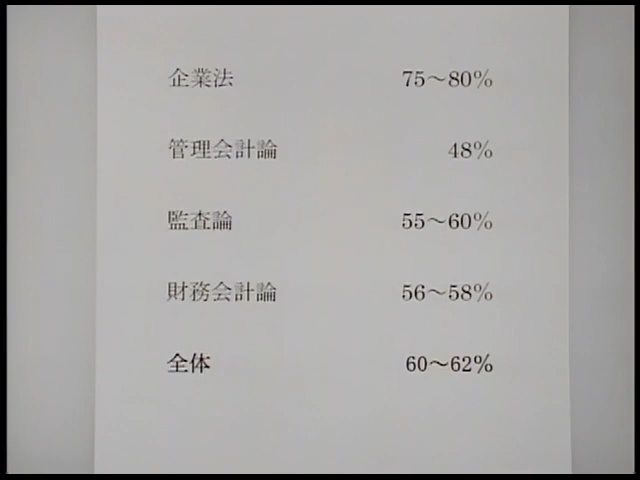 企業法 75～80%
管理会計論 48%
監査論 55～60%
財務会計論 56～58%
全体 60～62%